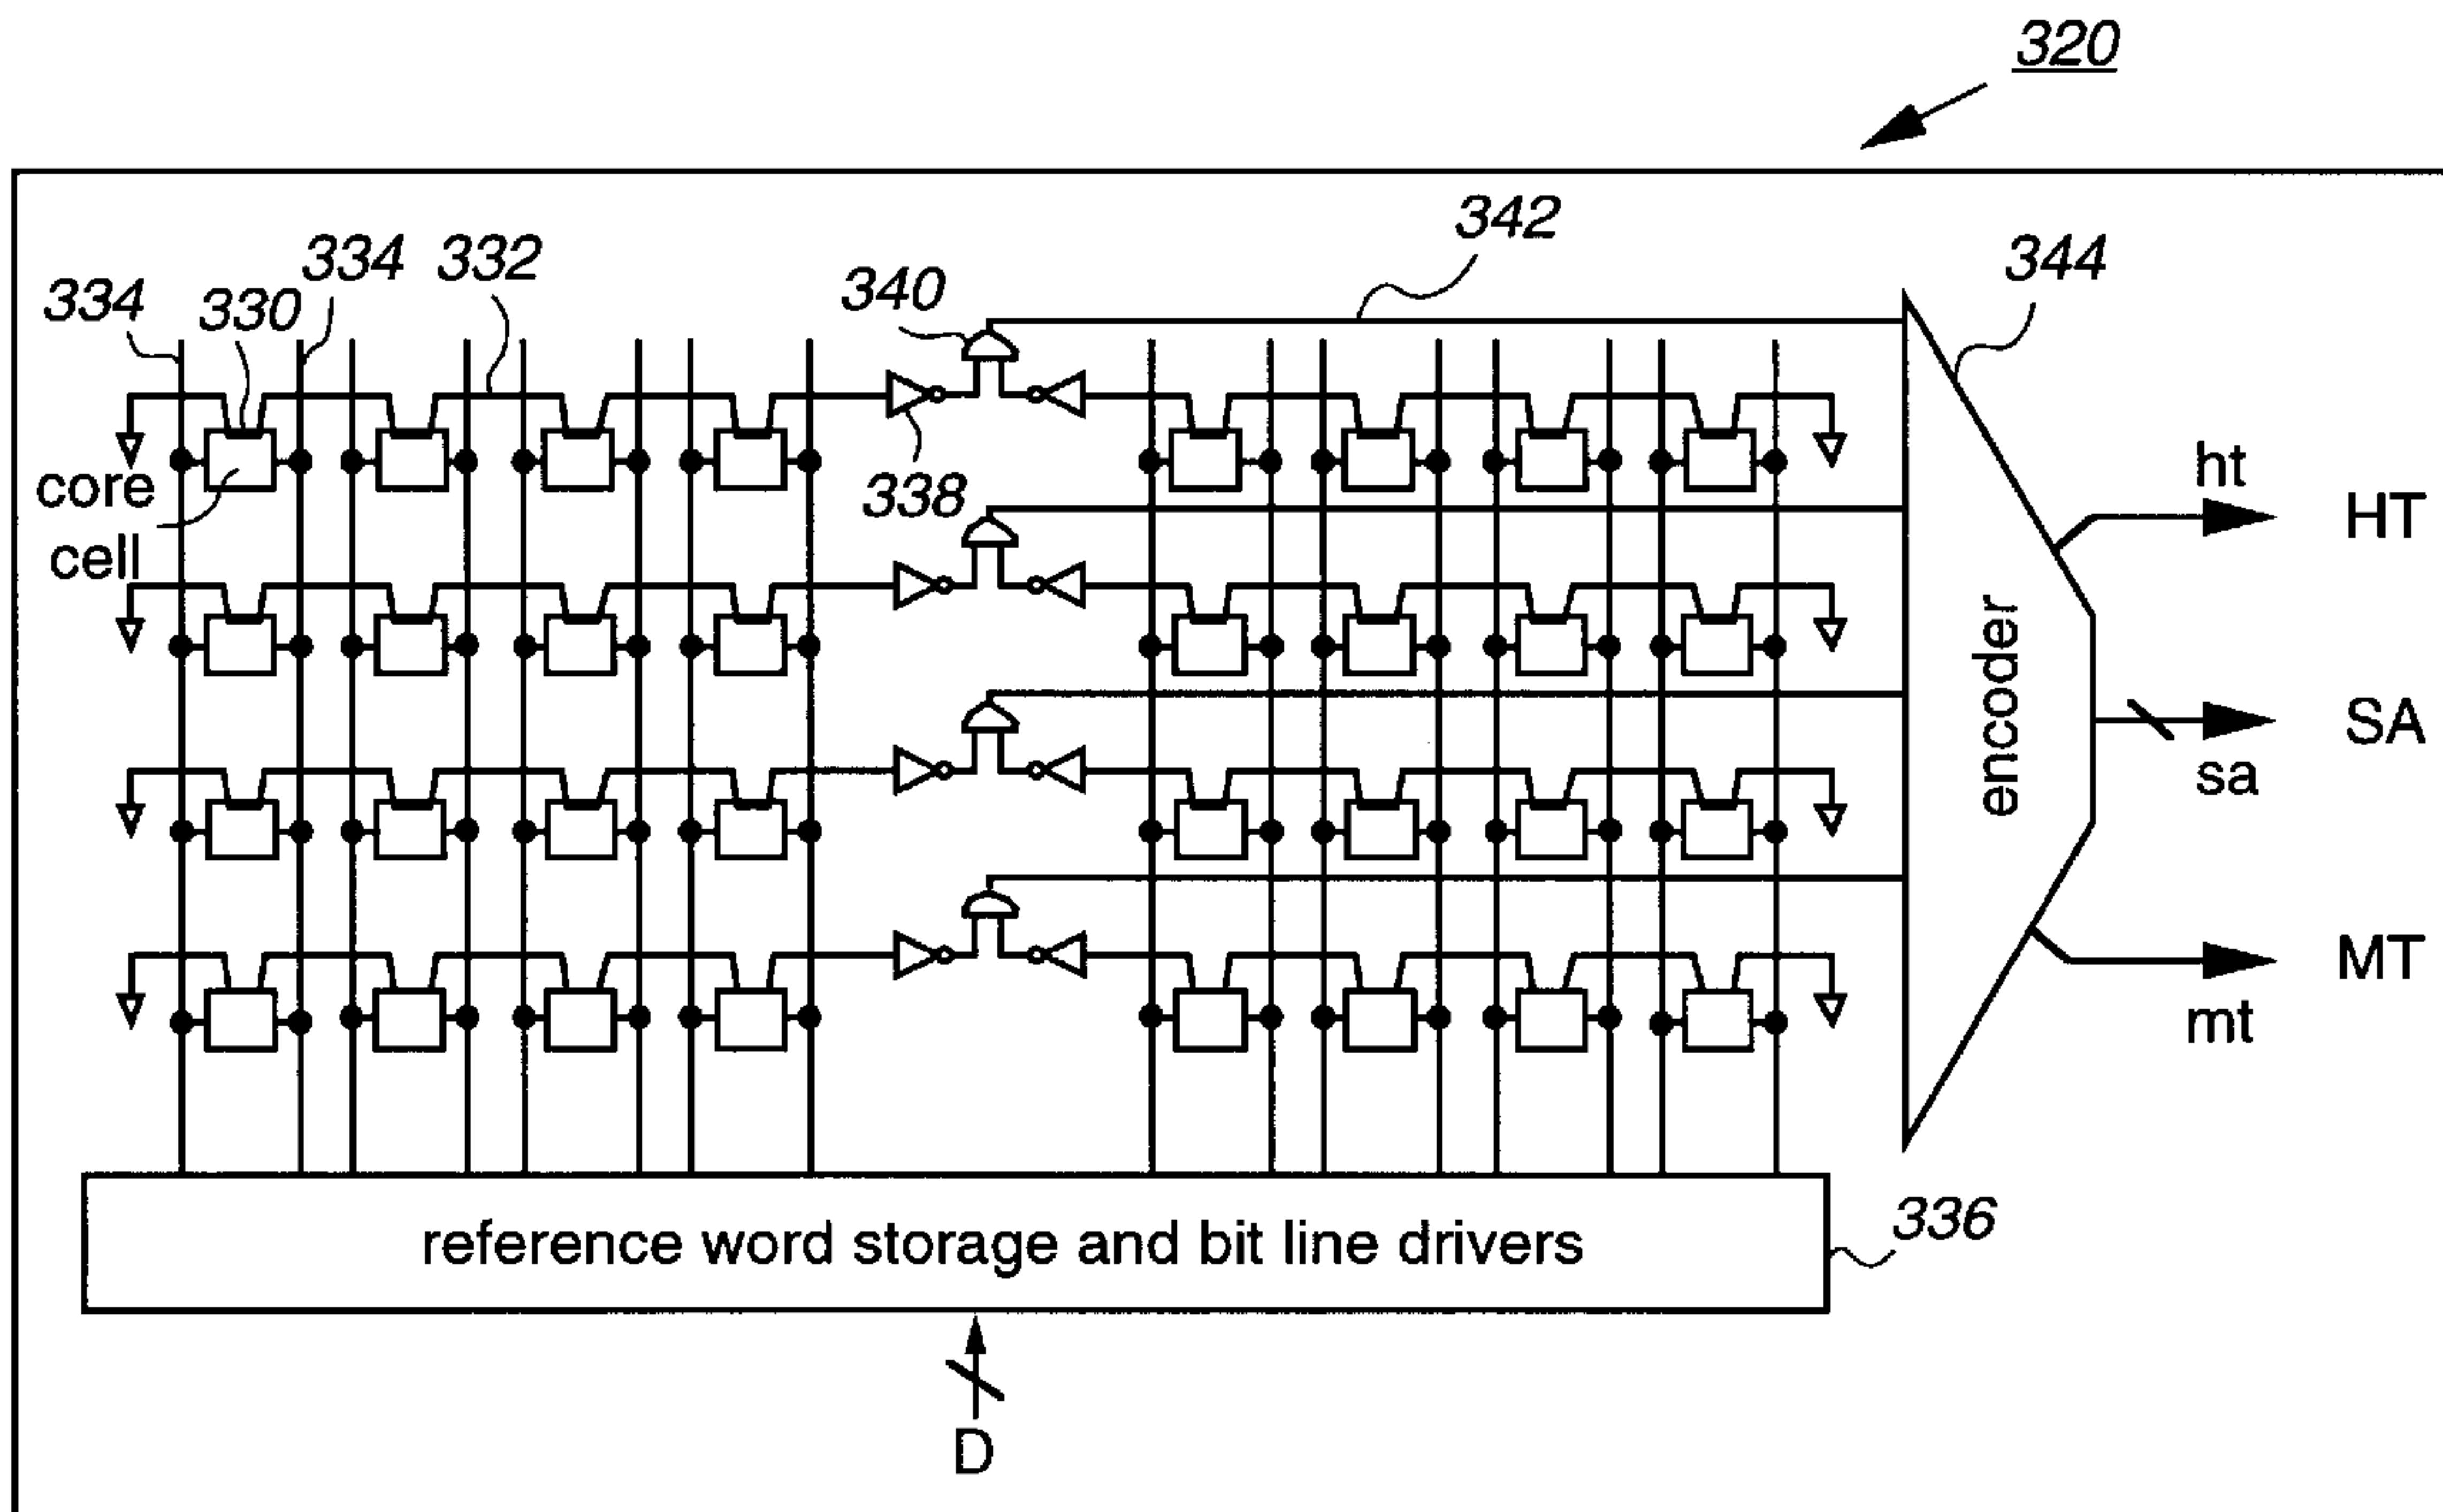 320
342
334
332
344
340
334
330
ht
HT
core
cell
338
encoder
SA
sa
MT
mt
reference word storage and bit line drivers
336
D